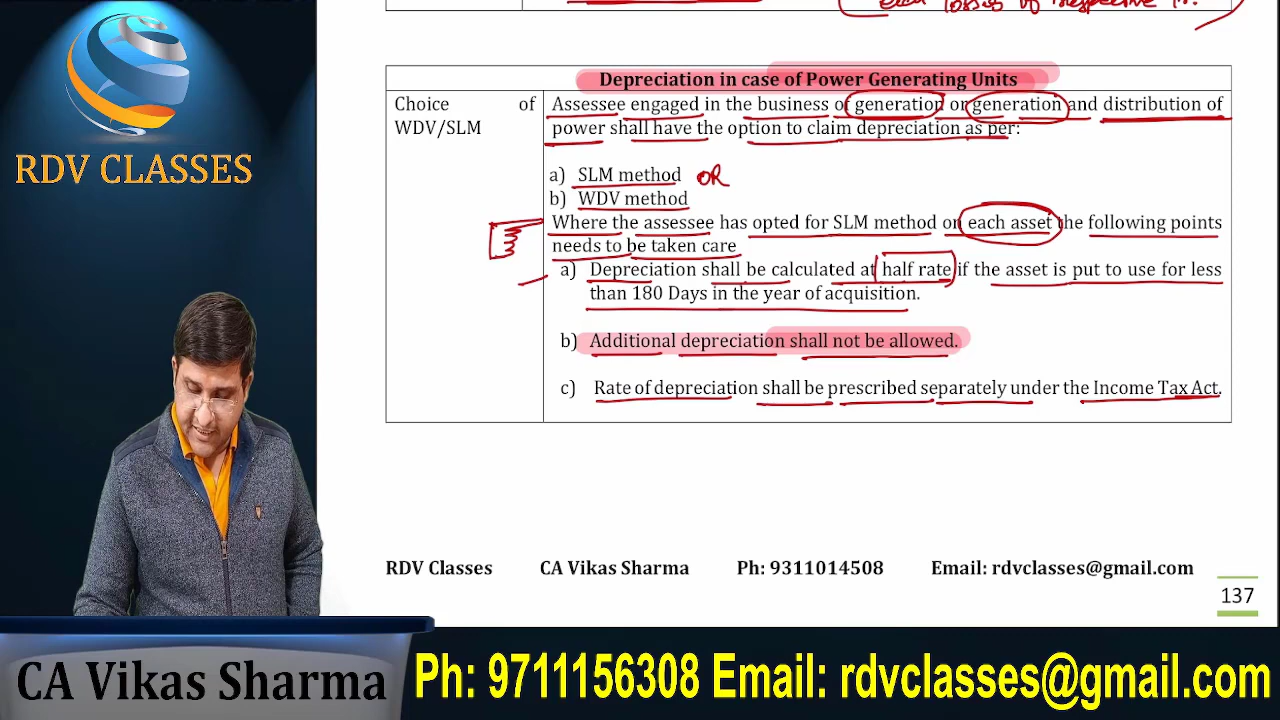 each losses of respective
Depreciation in case of Power Generating Units
Choice of
WDV/SLM
Assessee engaged in the business of generation or generation and distribution of
power shall have the option to claim depreciation as per:
a) SLM method OR
b) WDV method
Where the assessee has opted for SLM method on each asset the following points
needs to be taken care
a) Depreciation shall be calculated at half rate if the asset is put to use for less
than 180 Days in the year of acquisition.
b) Additional depreciation shall not be allowed.
c) Rate of depreciation shall be prescribed separately under the Income Tax Act.
RDV Classes CA Vikas Sharma Ph: 9311014508 Email: rdvclasses@gmail.com
137
RDV CLASSES
CA Vikas Sharma
Ph: 9711156308 Email: rdvclasses@gmail.com